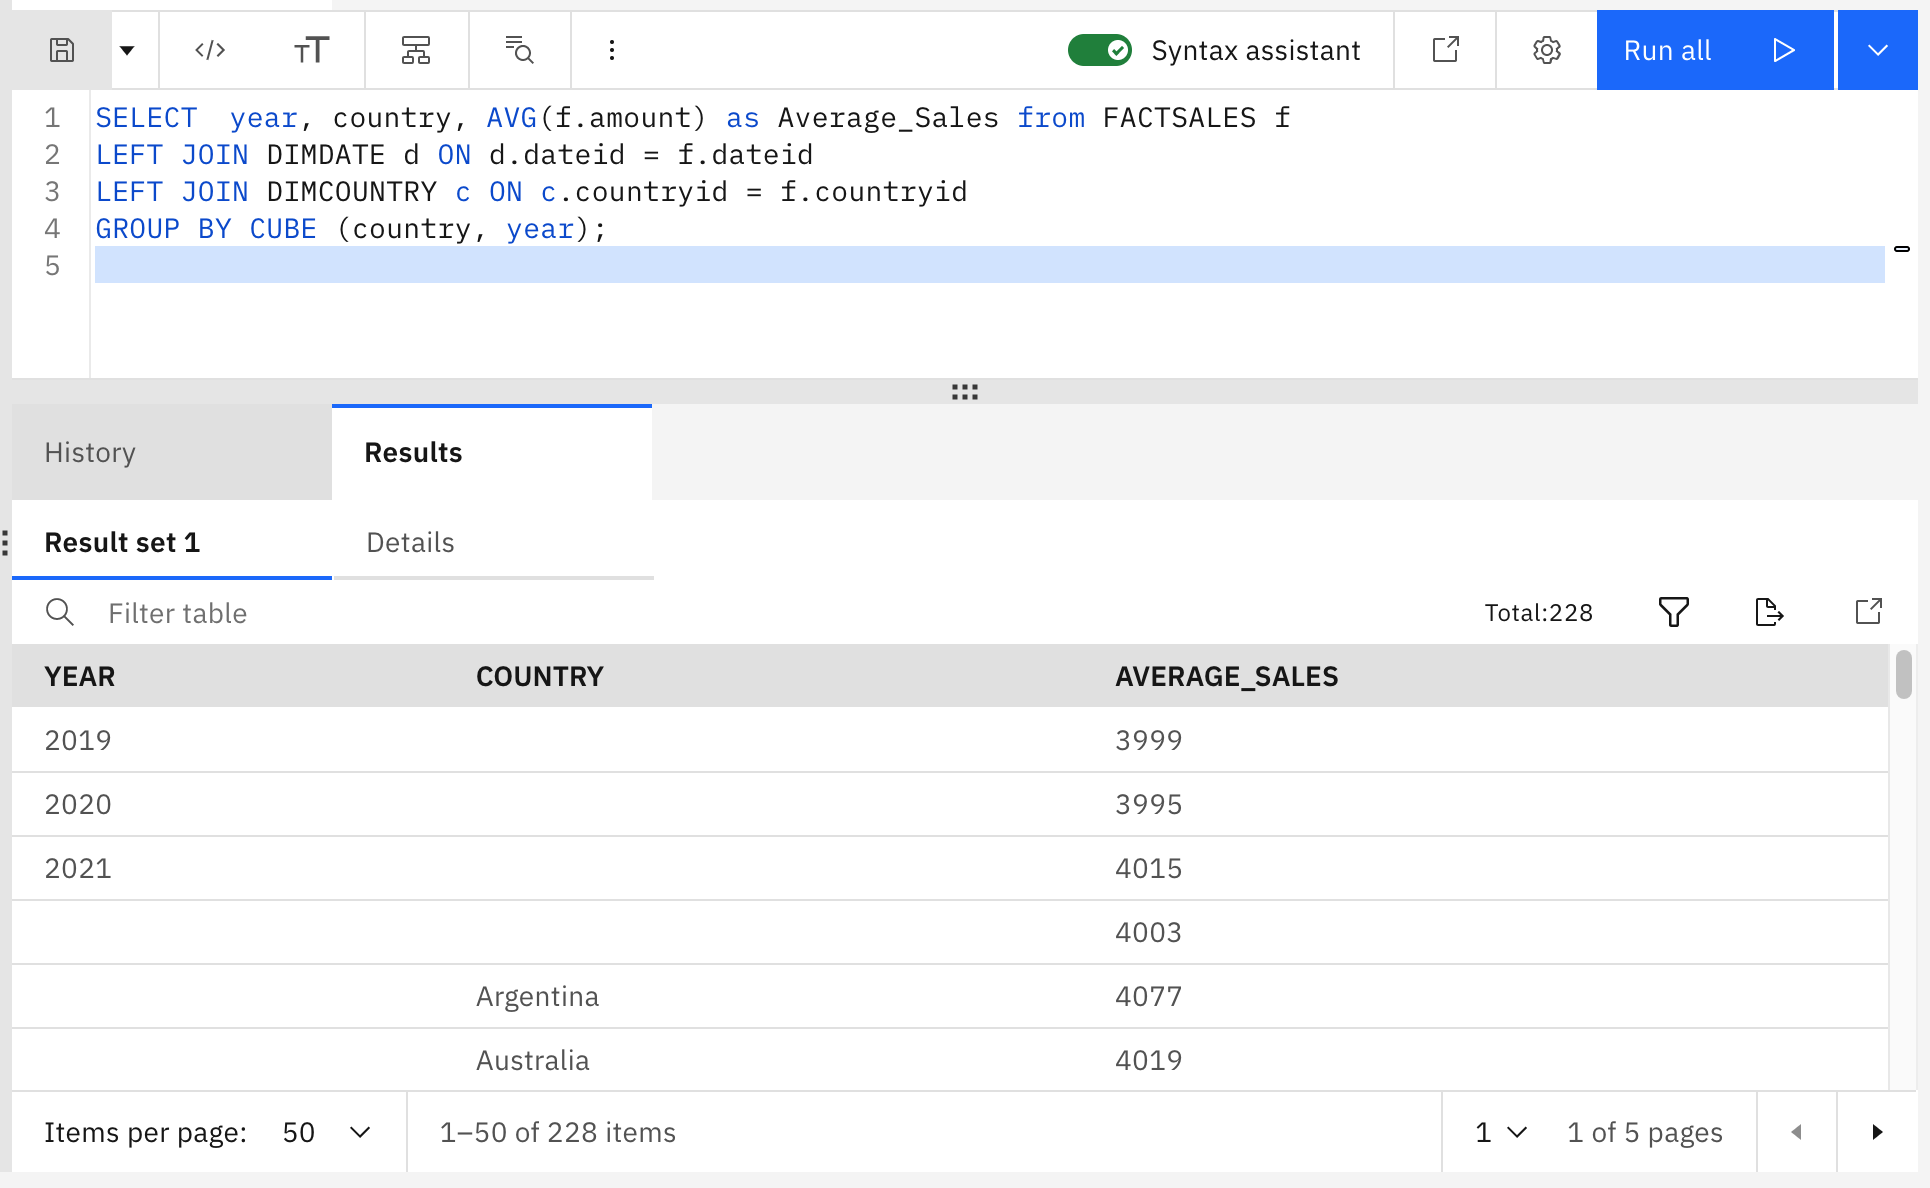 Syntax assistant
Run all
1 SELECT  year, country, AVG(f.amount) as Average_Sales from FACTSALES f
2 LEFT JOIN DIMDATE d ON d.dateid = f.dateid
3 LEFT JOIN DIMCOUNTRY c ON c.countryid = f.countryid
4 GROUP BY CUBE (country, year);
5
History Results
Result set 1 Details
Filter table Total:228
YEAR COUNTRY AVERAGE_SALES
2019 3999
2020 3995
2021 4015
4003
Argentina 4077
Australia 4019
Items per page: 50 1–50 of 228 items 1 1 of 5 pages